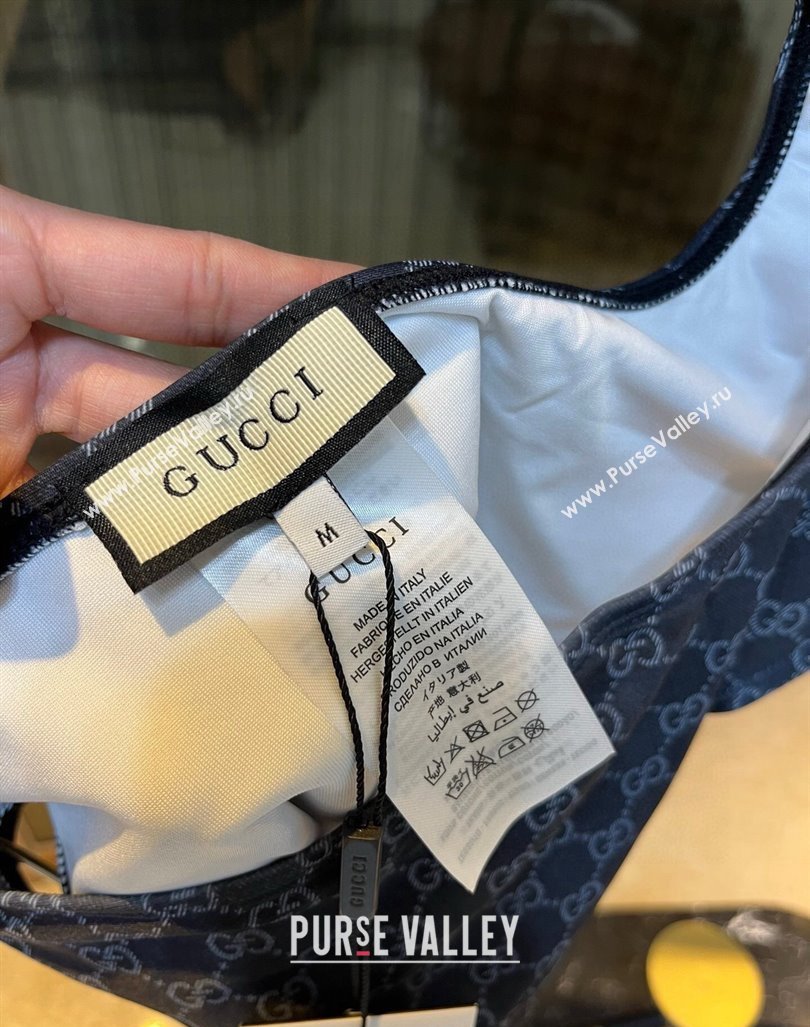 GUCCI
M
GUCCI
MADE IN ITALY
FABRIQUE EN ITALIE
HERGESTELLT IN ITALIEN
HECHO EN ITALIA
PRODUZIDO NA ITALIA
СДЕЛАНО В ИТАЛИИ
イタリア製
产地 意大利
صنع في إيطاليا
GUCCI
www.PurseValley.ru
www.PurseValley.ru
PURSE VALLEY